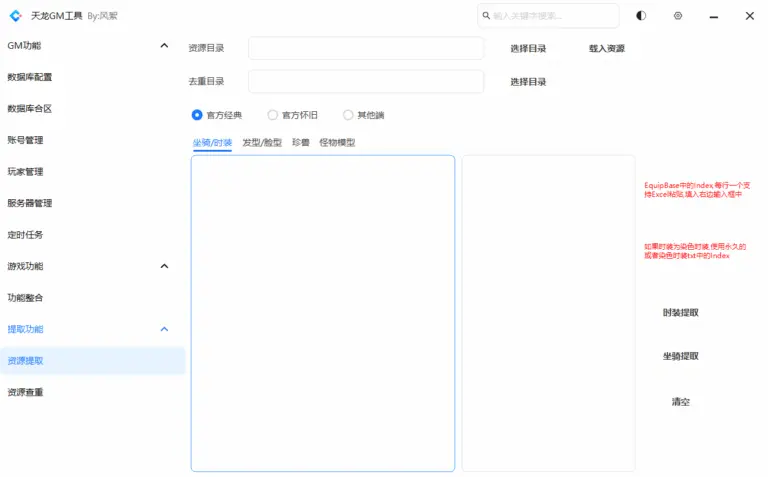 天龙GM工具 By:风絮
输入关键字搜索...
GM功能
数据库配置
数据库合区
账号管理
玩家管理
服务器管理
定时任务
游戏功能
功能整合
提取功能
资源提取
资源查重
资源目录
选择目录
载入资源
去重目录
选择目录
官方经典
官方怀旧
其他端
坐骑/时装
发型/脸型
珍兽
怪物模型
EquipBase中的Index,每行一个支
持Excel粘贴,填入右边输入框中
如果时装为染色时装,使用永久的
或者染色时装txt中的Index
时装提取
坐骑提取
清空